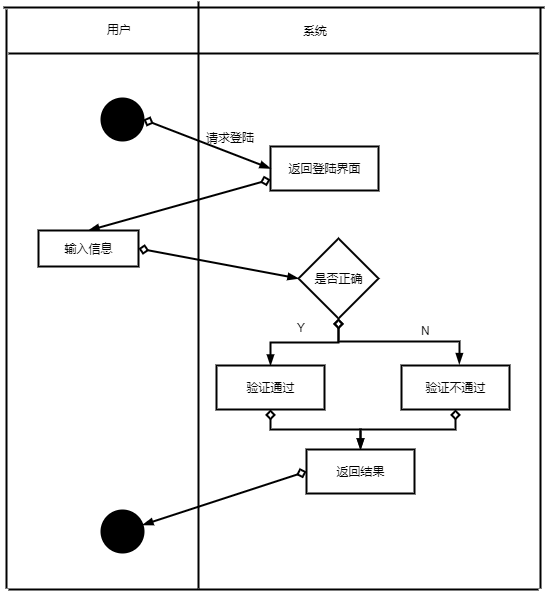 用户
系统
请求登陆
返回登陆界面
输入信息
是否正确
Y
N
验证通过
验证不通过
返回结果